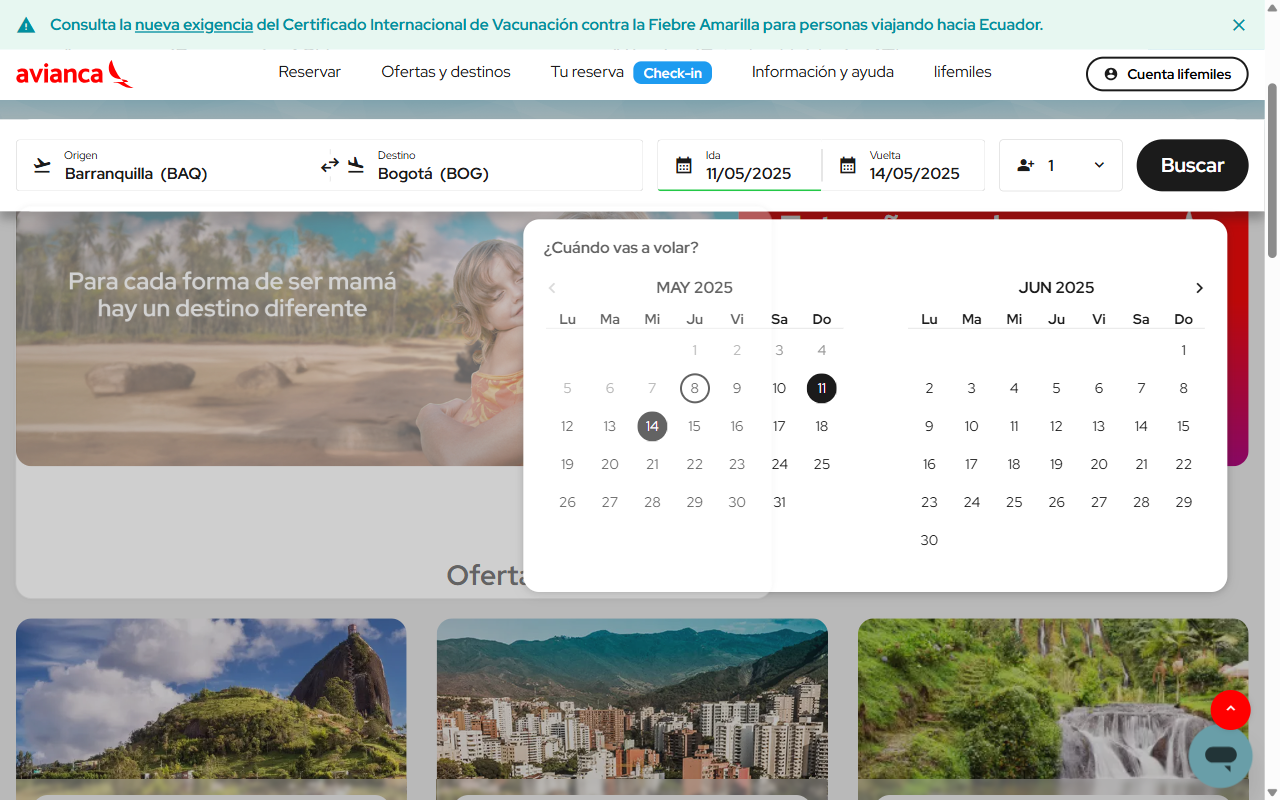 Consulta la nueva exigencia del Certificado Internacional de Vacunación contra la Fiebre Amarilla para personas viajando hacia Ecuador.
avianca
Reservar
Ofertas y destinos
Tu reserva
Check-in
Información y ayuda
lifemiles
Cuenta lifemiles
Origen
Barranquilla (BAQ)
Destino
Bogotá (BOG)
Ida
11/05/2025
Vuelta
14/05/2025
1
Buscar
Para cada forma de ser mamá
hay un destino diferente
¿Cuándo vas a volar?
MAY 2025
Lu Ma Mi Ju Vi Sa Do
1 2 3 4
5 6 7 8 9 10 11
12 13 14 15 16 17 18
19 20 21 22 23 24 25
26 27 28 29 30 31
JUN 2025
Lu Ma Mi Ju Vi Sa Do
1
2 3 4 5 6 7 8
9 10 11 12 13 14 15
16 17 18 19 20 21 22
23 24 25 26 27 28 29
30